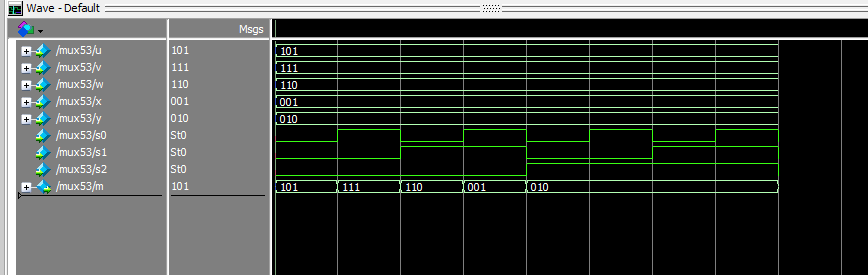 Wave - Default
Msgs
/mux53/u 101 101
/mux53/v 111 111
/mux53/w 110 110
/mux53/x 001 001
/mux53/y 010 010
/mux53/s0 St0
/mux53/s1 St0
/mux53/s2 St0
/mux53/m 101 101 111 110 001 010